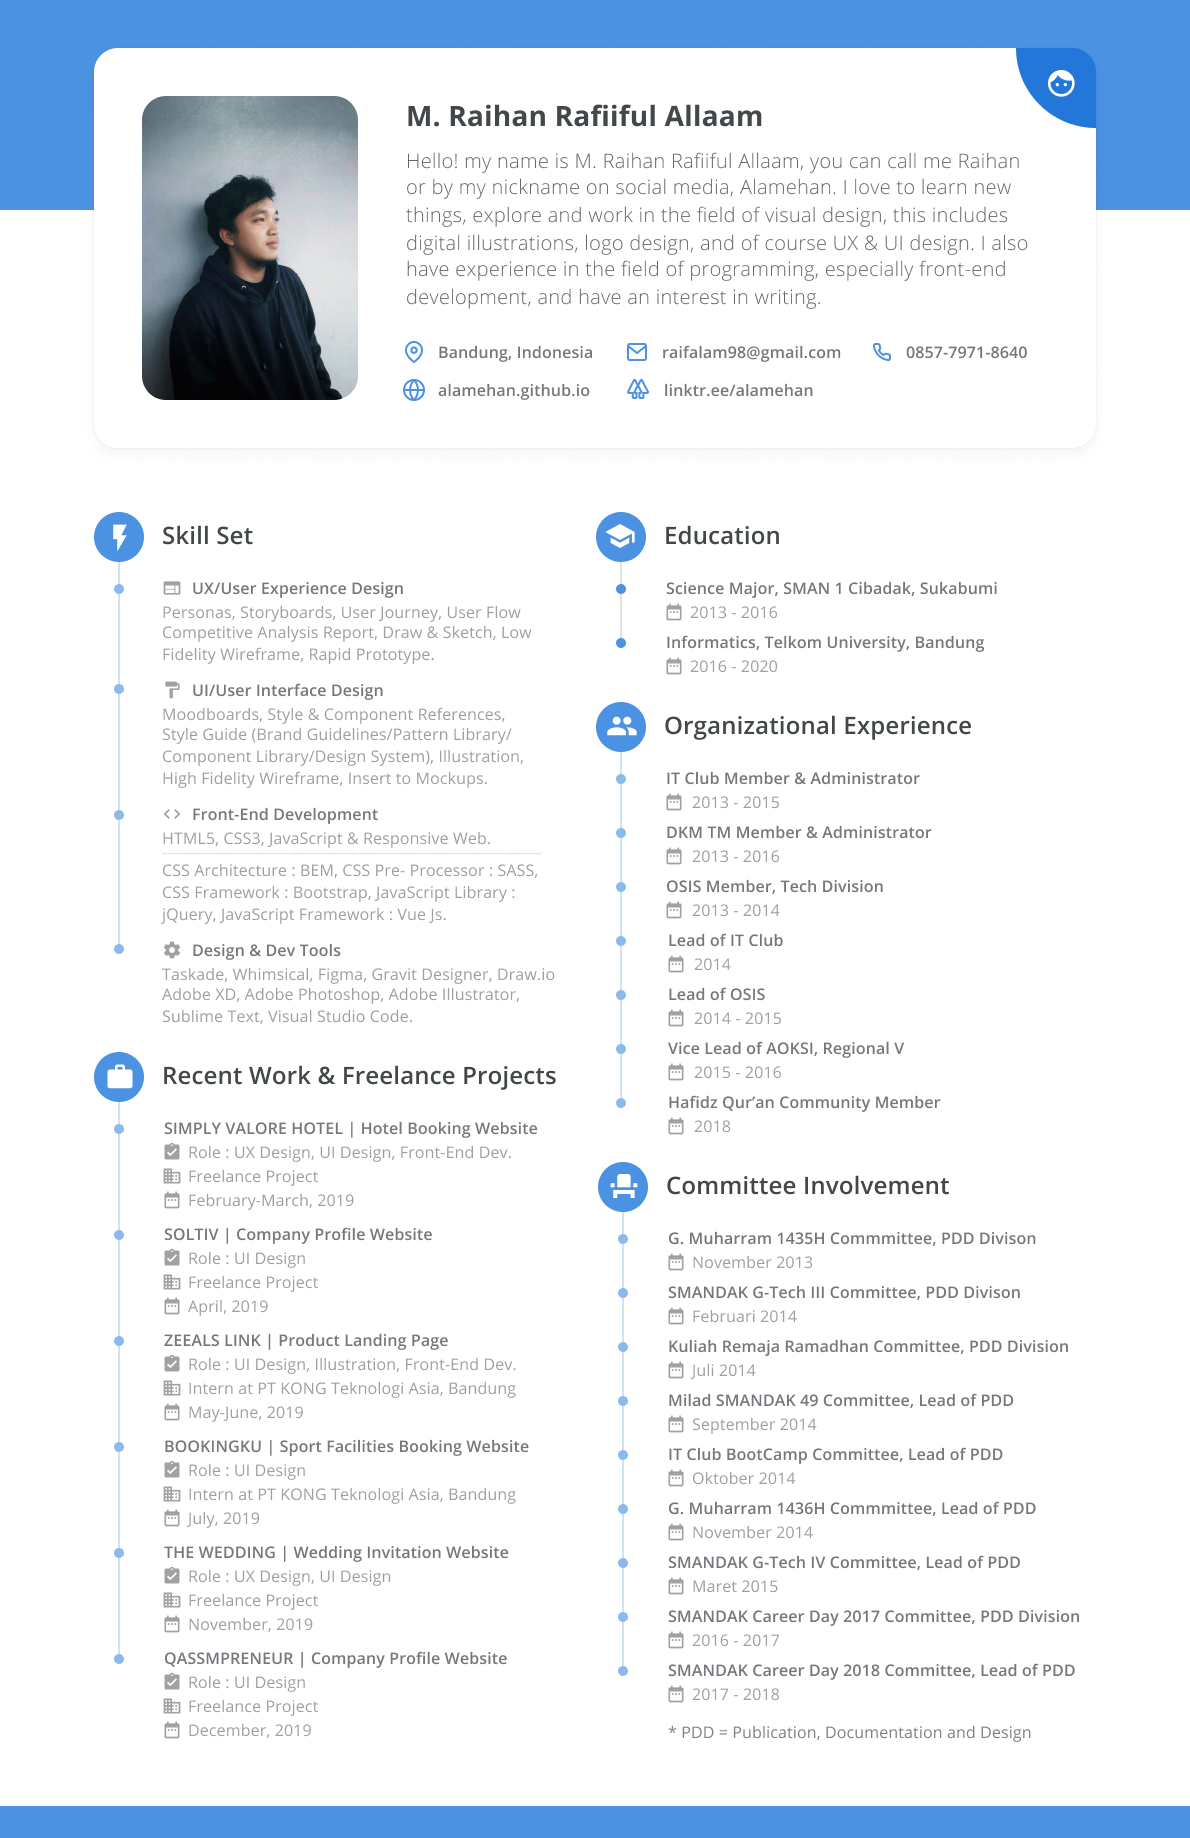 M. Raihan Rafiiful Allaam
Hello! my name is M. Raihan Rafiiful Allaam, you can call me Raihan
or by my nickname on social media, Alamehan. I love to learn new
things, explore and work in the field of visual design, this includes
digital illustrations, logo design, and of course UX & UI design. I also
have experience in the field of programming, especially front-end
development, and have an interest in writing.
Bandung, Indonesia
raifalam98@gmail.com
0857-7971-8640
alamehan.github.io
linktr.ee/alamehan
Skill Set
UX/User Experience Design
Personas, Storyboards, User Journey, User Flow
Competitive Analysis Report, Draw & Sketch, Low
Fidelity Wireframe, Rapid Prototype.
UI/User Interface Design
Moodboards, Style & Component References,
Style Guide (Brand Guidelines/Pattern Library/
Component Library/Design System), Illustration,
High Fidelity Wireframe, Insert to Mockups.
Front-End Development
HTML5, CSS3, JavaScript & Responsive Web.
CSS Architecture : BEM, CSS Pre- Processor : SASS,
CSS Framework : Bootstrap, JavaScript Library :
jQuery, JavaScript Framework : Vue Js.
Design & Dev Tools
Taskade, Whimsical, Figma, Gravit Designer, Draw.io
Adobe XD, Adobe Photoshop, Adobe Illustrator,
Sublime Text, Visual Studio Code.
Recent Work & Freelance Projects
SIMPLY VALORE HOTEL | Hotel Booking Website
Role : UX Design, UI Design, Front-End Dev.
Freelance Project
February-March, 2019
SOLTIV | Company Profile Website
Role : UI Design
Freelance Project
April, 2019
ZEEALS LINK | Product Landing Page
Role : UI Design, Illustration, Front-End Dev.
Intern at PT KONG Teknologi Asia, Bandung
May-June, 2019
BOOKINGKU | Sport Facilities Booking Website
Role : UI Design
Intern at PT KONG Teknologi Asia, Bandung
July, 2019
THE WEDDING | Wedding Invitation Website
Role : UX Design, UI Design
Freelance Project
November, 2019
QASSMPRENEUR | Company Profile Website
Role : UI Design
Freelance Project
December, 2019
Education
Science Major, SMAN 1 Cibadak, Sukabumi
2013 - 2016
Informatics, Telkom University, Bandung
2016 - 2020
Organizational Experience
IT Club Member & Administrator
2013 - 2015
DKM TM Member & Administrator
2013 - 2016
OSIS Member, Tech Division
2013 - 2014
Lead of IT Club
2014
Lead of OSIS
2014 - 2015
Vice Lead of AOKSI, Regional V
2015 - 2016
Hafidz Qur’an Community Member
2018
Committee Involvement
G. Muharram 1435H Commmittee, PDD Divison
November 2013
SMANDAK G-Tech III Committee, PDD Divison
Februari 2014
Kuliah Remaja Ramadhan Committee, PDD Division
Juli 2014
Milad SMANDAK 49 Committee, Lead of PDD
September 2014
IT Club BootCamp Committee, Lead of PDD
Oktober 2014
G. Muharram 1436H Commmittee, Lead of PDD
November 2014
SMANDAK G-Tech IV Committee, Lead of PDD
Maret 2015
SMANDAK Career Day 2017 Committee, PDD Division
2016 - 2017
SMANDAK Career Day 2018 Committee, Lead of PDD
2017 - 2018
* PDD = Publication, Documentation and Design